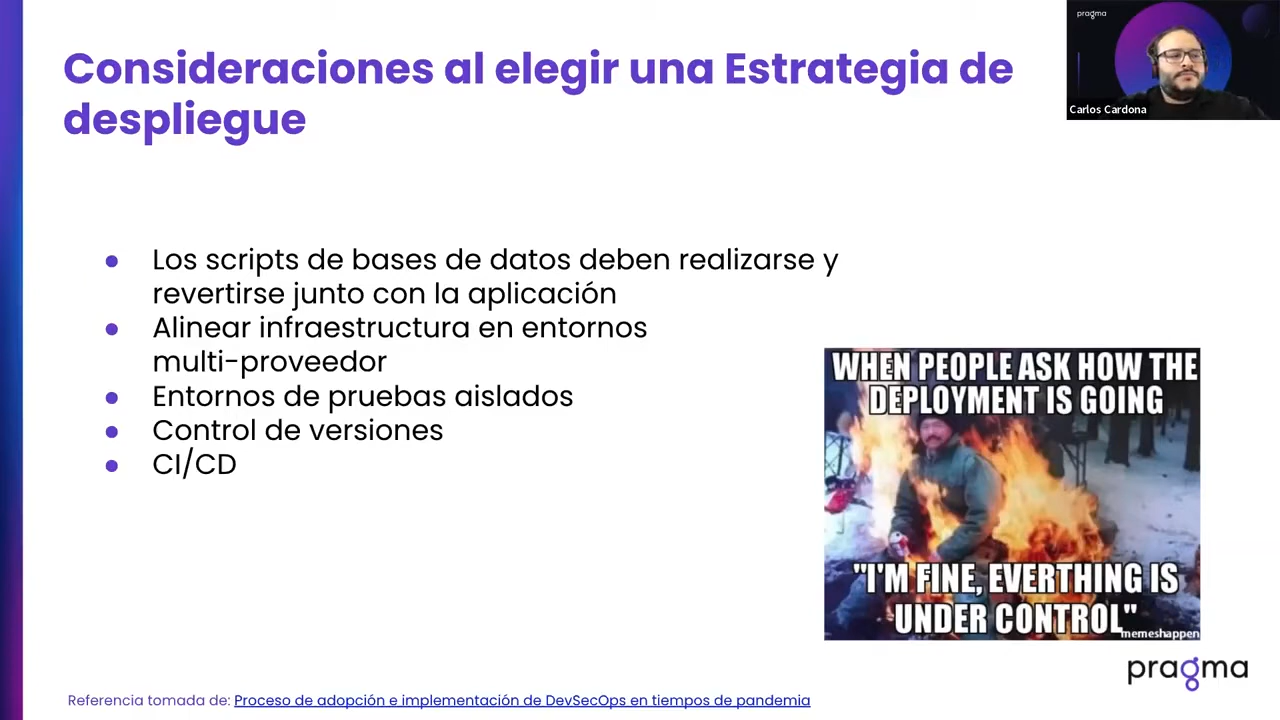 Consideraciones al elegir una Estrategia de
despliegue
pragma
Carlos Cardona
● Los scripts de bases de datos deben realizarse y
revertirse junto con la aplicación
● Alinear infraestructura en entornos
multi-proveedor
● Entornos de pruebas aislados
● Control de versiones
● CI/CD
WHEN PEOPLE ASK HOW THE
DEPLOYMENT IS GOING
"I'M FINE, EVERTHING IS
UNDER CONTROL"
memeshappen
pragma
Referencia tomada de: Proceso de adopción e implementación de DevSecOps en tiempos de pandemia